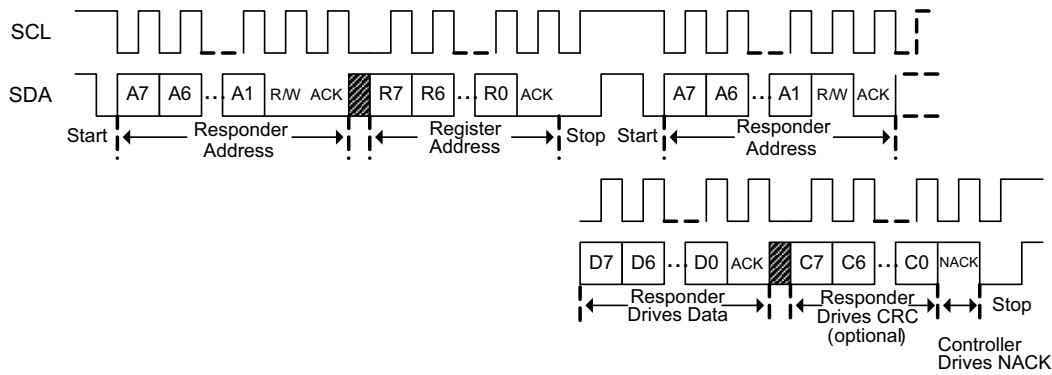 SCL
SDA
A7 A6 ... A1 R/W ACK R7 R6 ... R0 ACK A7 A6 ... A1 R/W ACK
Start Responder Address Register Address Stop Start Responder Address
D7 D6 ... D0 ACK C7 C6 ... C0 NACK
Responder Drives Data Responder Drives CRC (optional) Stop
Controller
Drives NACK